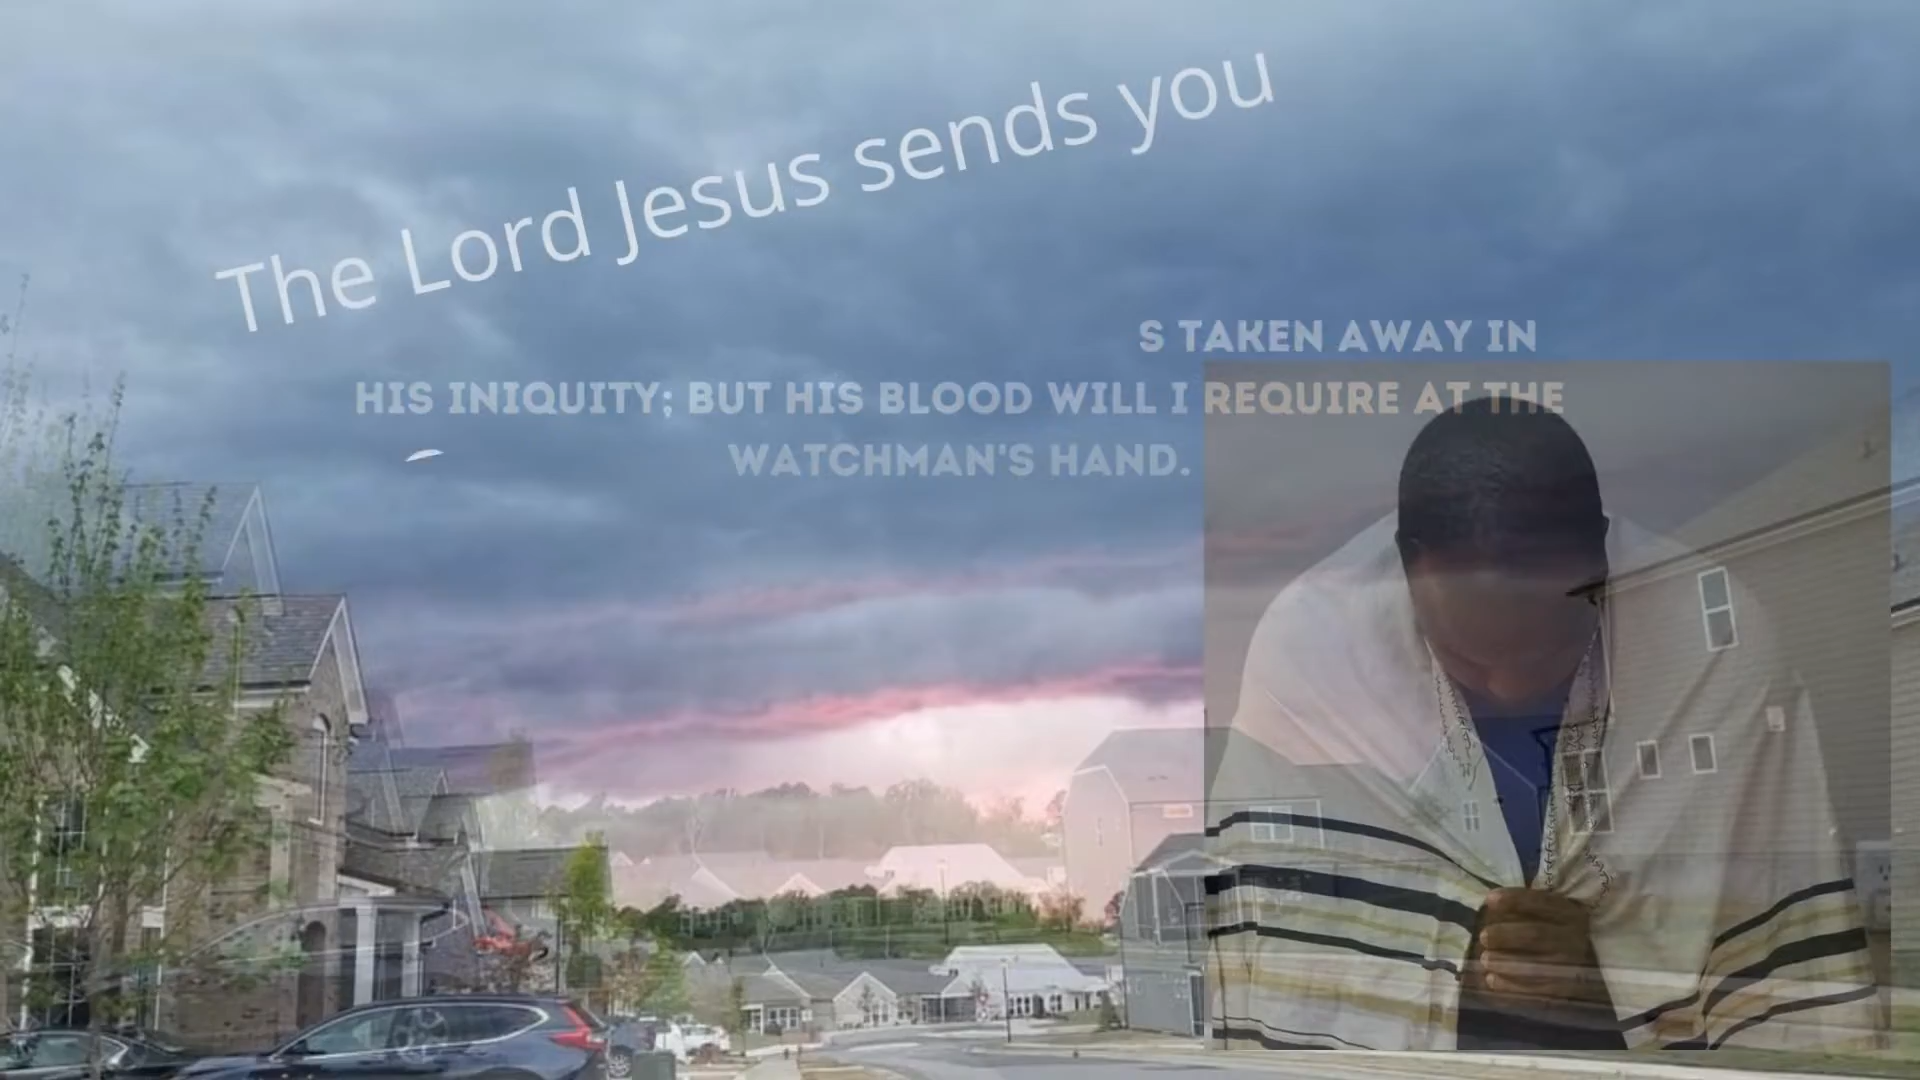 The Lord Jesus sends you
S TAKEN AWAY IN
HIS INIQUITY; BUT HIS BLOOD WILL I REQUIRE AT THE
WATCHMAN'S HAND.